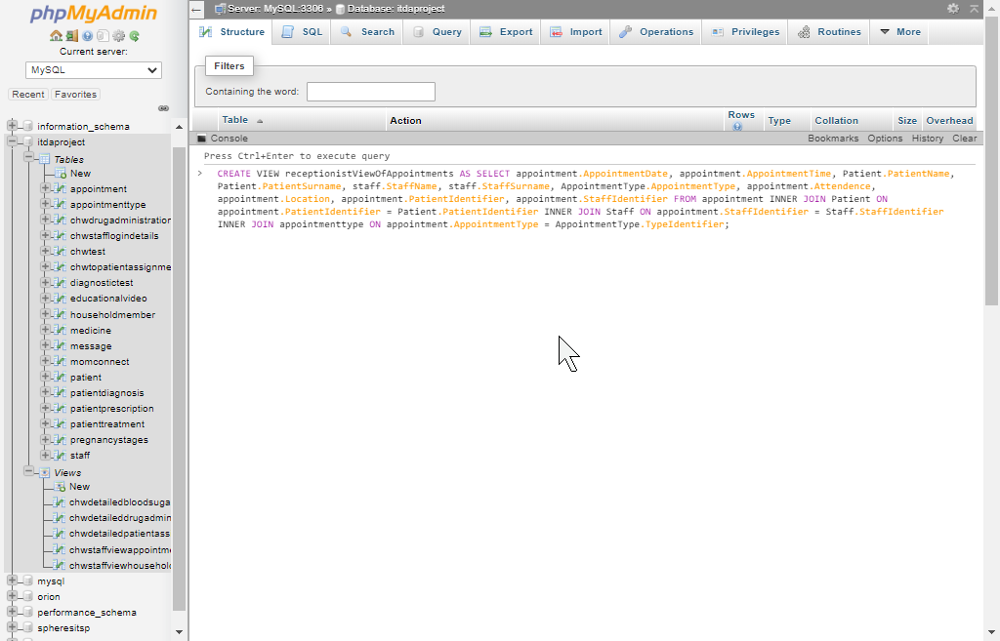 phpMyAdmin
Current server:
MySQL
Recent Favorites
information_schema
itdaproject
Tables
New
appointment
appointmenttype
chwdrugadministration
chwstafflogindetails
chwtest
chwtopatientassignme
diagnostictest
educationalvideo
householdmember
medicine
message
momconnect
patient
patientdiagnosis
patientprescription
patienttreatment
pregnancystages
staff
Views
New
chwdetailedbloodsuga
chwdetaileddrugadmin
chwdetailedpatientass
chwstaffviewappointme
chwstaffviewhousehold
mysql
orion
performance_schema
spheresitsp
Server: MySQL:3306 » Database: itdaproject
Structure SQL Search Query Export Import Operations Privileges Routines More
Filters
Containing the word:
Table Action Rows Type Collation Size Overhead
Console Bookmarks Options History Clear
Press Ctrl+Enter to execute query
> CREATE VIEW receptionistViewOfAppointments AS SELECT appointment.AppointmentDate, appointment.AppointmentTime, Patient.PatientName,
Patient.PatientSurname, staff.StaffName, staff.StaffSurname, AppointmentType.AppointmentType, appointment.Attendence,
appointment.Location, appointment.PatientIdentifier, appointment.StaffIdentifier FROM appointment INNER JOIN Patient ON
appointment.PatientIdentifier = Patient.PatientIdentifier INNER JOIN Staff ON appointment.StaffIdentifier = Staff.StaffIdentifier
INNER JOIN appointmenttype ON appointment.AppointmentType = AppointmentType.TypeIdentifier;